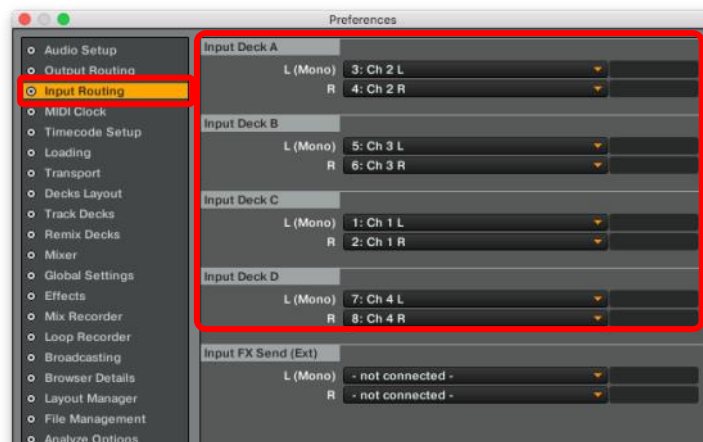 Preferences
Audio Setup
Output Routing
Input Routing
MIDI Clock
Timecode Setup
Loading
Transport
Decks Layout
Track Decks
Remix Decks
Mixer
Global Settings
Effects
Mix Recorder
Loop Recorder
Broadcasting
Browser Details
Layout Manager
File Management
Analyze Options
Input Deck A
L (Mono) 3: Ch 2 L
R 4: Ch 2 R
Input Deck B
L (Mono) 5: Ch 3 L
R 6: Ch 3 R
Input Deck C
L (Mono) 1: Ch 1 L
R 2: Ch 1 R
Input Deck D
L (Mono) 7: Ch 4 L
R 8: Ch 4 R
Input FX Send (Ext)
L (Mono) - not connected -
R - not connected -